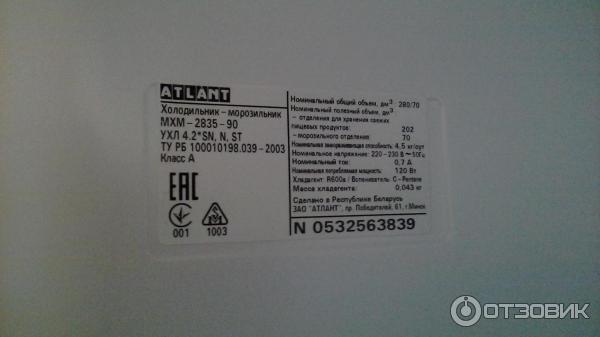 ATLANT
Холодильник – морозильник
МХМ – 2835 – 90
УХЛ 4.2*SN, N, ST
ТУ РБ 100010198.039 – 2003
Класс А
EAC
001 1003
Номинальный общий объем, дм³ 280/70
Номинальный полезный объем, дм³
– отделения для хранения свежих
пищевых продуктов: 202
– морозильного отделения: 70
Номинальная замораживающая способность: 4,5 кг/сут
Номинальное напряжение: 220 – 230 В ~ 50Гц
Номинальный ток: 0,7 А
Номинальная потребляемая мощность: 120 Вт
Хладагент: R600a / Вспениватель: C – Pentane
Масса хладагента: 0,043 кг
Сделано в Республике Беларусь
ЗАО "АТЛАНТ", пр. Победителей, 61, г.Минск
N 0532563839
ОТЗОВИК